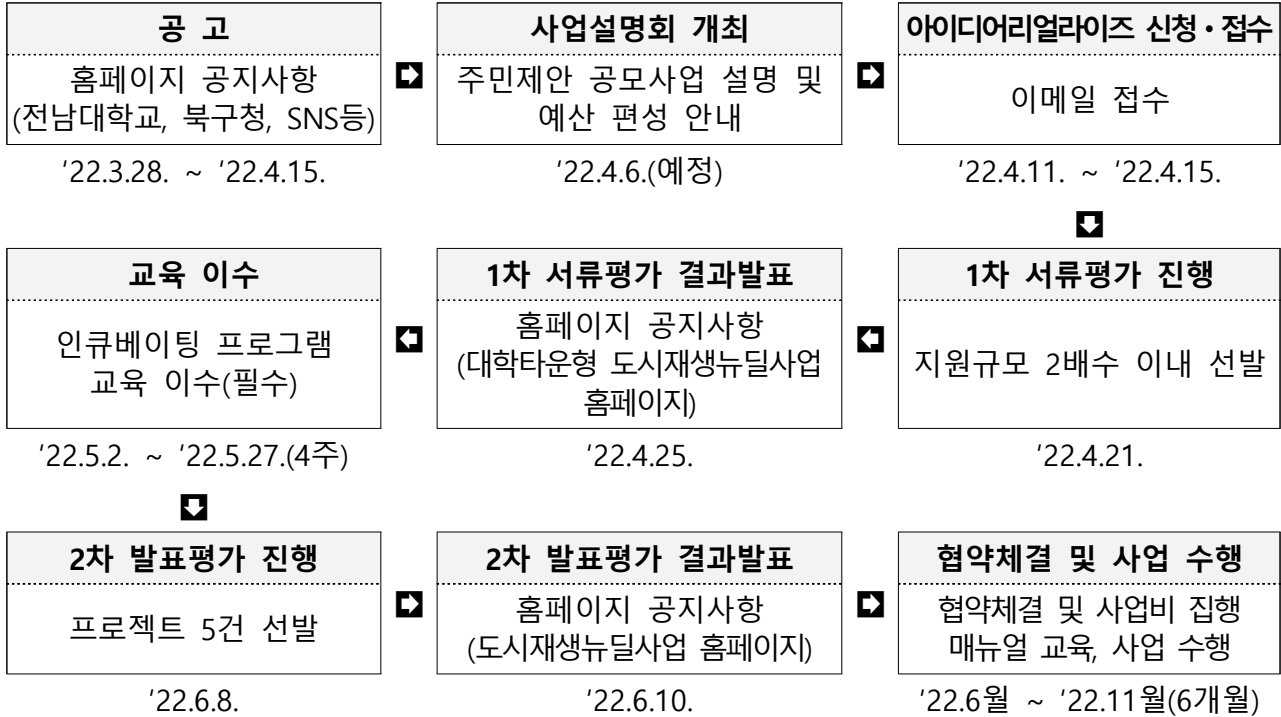 공 고
홈페이지 공지사항
(전남대학교, 북구청, SNS등)
'22.3.28. ~ '22.4.15.
사업설명회 개최
주민제안 공모사업 설명 및
예산 편성 안내
'22.4.6.(예정)
아이디어리얼라이즈 신청・접수
이메일 접수
'22.4.11. ~ '22.4.15.
1차 서류평가 진행
지원규모 2배수 이내 선발
'22.4.21.
1차 서류평가 결과발표
홈페이지 공지사항
(대학타운형 도시재생뉴딜사업
홈페이지)
'22.4.25.
교육 이수
인큐베이팅 프로그램
교육 이수(필수)
'22.5.2. ~ '22.5.27.(4주)
2차 발표평가 진행
프로젝트 5건 선발
'22.6.8.
2차 발표평가 결과발표
홈페이지 공지사항
(도시재생뉴딜사업 홈페이지)
'22.6.10.
협약체결 및 사업 수행
협약체결 및 사업비 집행
매뉴얼 교육, 사업 수행
'22.6월 ~ '22.11월(6개월)